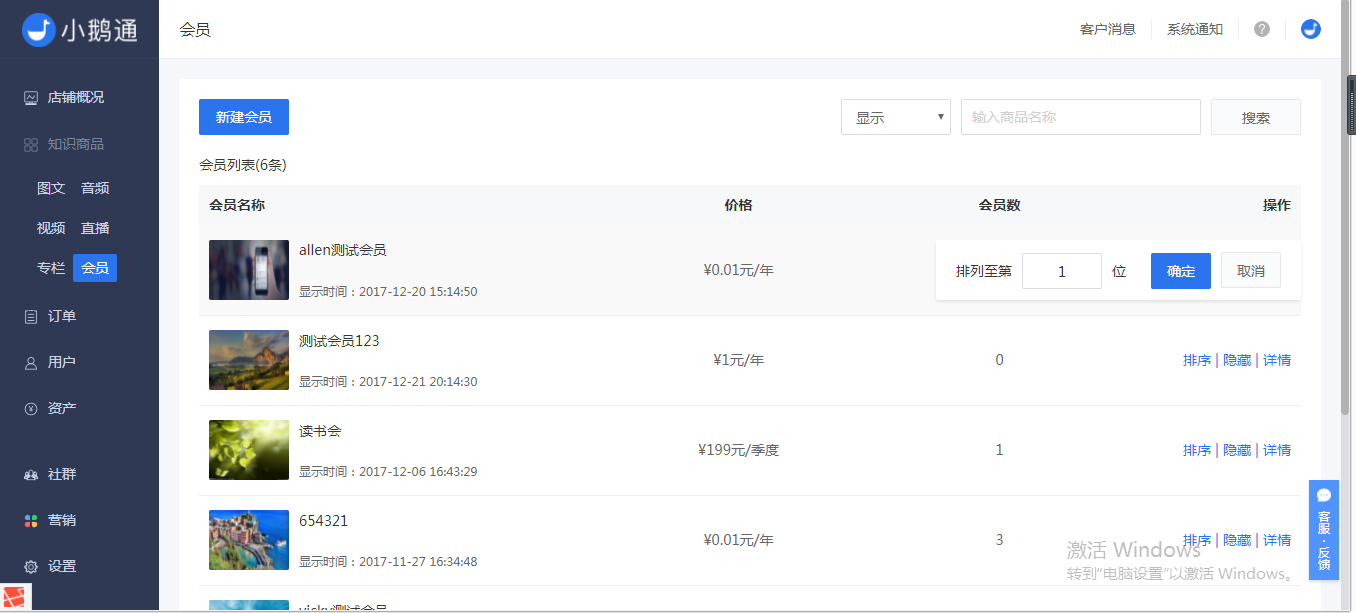 小鹅通
会员
客户消息
系统通知
?
店铺概况
知识商品
图文 音频
视频 直播
专栏 会员
订单
用户
资产
社群
营销
设置
新建会员
显示
输入商品名称
搜索
会员列表(6条)
会员名称 价格 会员数 操作
allen测试会员
显示时间：2017-12-20 15:14:50
¥0.01元/年
排列至第 1 位 确定 取消
测试会员123
显示时间：2017-12-21 20:14:30
¥1元/年
0
排序 | 隐藏 | 详情
读书会
显示时间：2017-12-06 16:43:29
¥199元/季度
1
排序 | 隐藏 | 详情
654321
显示时间：2017-11-27 16:34:48
¥0.01元/年
3
排序 | 隐藏 | 详情
vicky测试会员
客服·反馈
激活 Windows
转到“电脑设置”以激活 Windows。